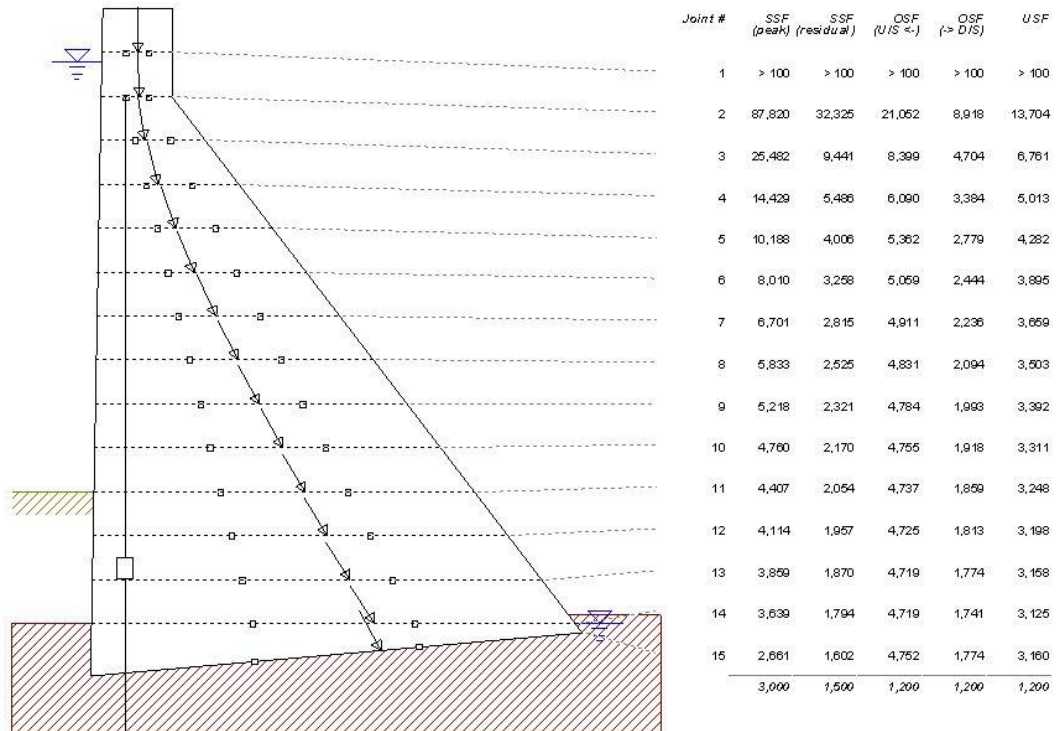 Joint # SSF SSF OSF OSF USF
(peak) (residual) (U/S <-) (-> D/S)
1 > 100 > 100 > 100 > 100 > 100
2 87,820 32,325 21,052 8,918 13,704
3 25,482 9,441 8,399 4,704 6,761
4 14,429 5,486 6,090 3,384 5,013
5 10,188 4,006 5,362 2,779 4,282
6 8,010 3,258 5,059 2,444 3,895
7 6,701 2,815 4,911 2,236 3,659
8 5,833 2,525 4,831 2,094 3,503
9 5,218 2,321 4,784 1,993 3,392
10 4,760 2,170 4,755 1,918 3,311
11 4,407 2,054 4,737 1,859 3,248
12 4,114 1,957 4,725 1,813 3,198
13 3,859 1,870 4,719 1,774 3,158
14 3,639 1,794 4,719 1,741 3,125
15 2,661 1,602 4,752 1,774 3,160
3,000 1,500 1,200 1,200 1,200